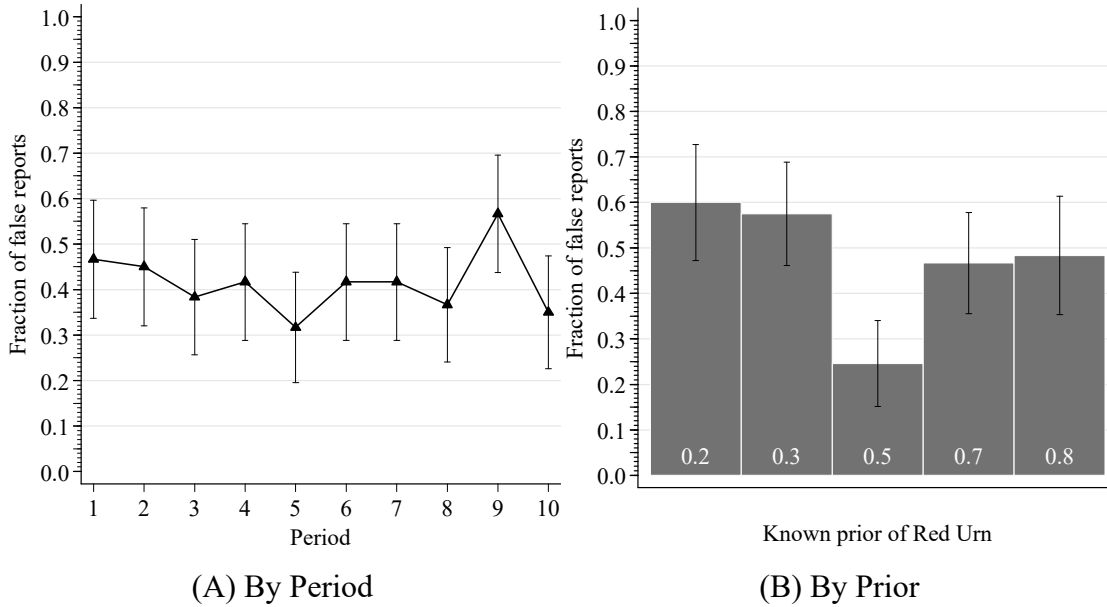 1.0
0.9
0.8
0.7
0.6
0.5
0.4
0.3
0.2
0.1
0.0
Fraction of false reports
1 2 3 4 5 6 7 8 9 10
Period
(A) By Period
1.0
0.9
0.8
0.7
0.6
0.5
0.4
0.3
0.2
0.1
0.0
Fraction of false reports
0.2 0.3 0.5 0.7 0.8
Known prior of Red Urn
(B) By Prior